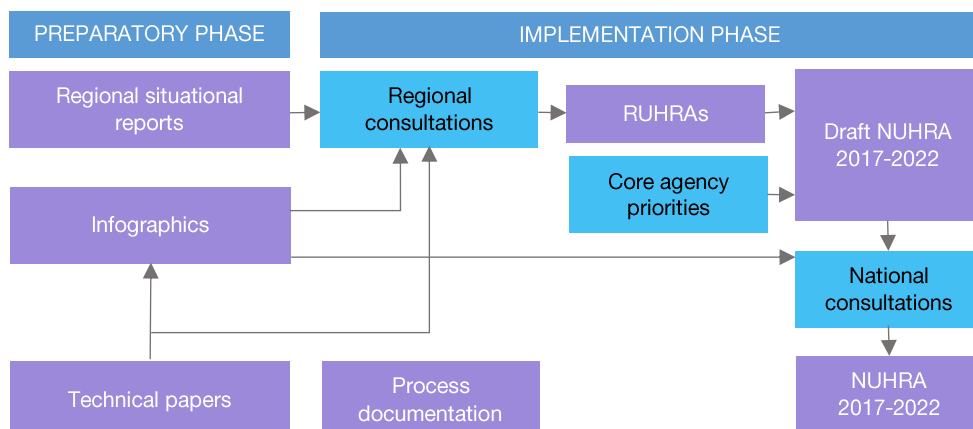 PREPARATORY PHASE
IMPLEMENTATION PHASE
Regional situational
reports
Regional
consultations
RUHRAs
Draft NUHRA
2017-2022
Core agency
priorities
Infographics
National
consultations
Technical papers
Process
documentation
NUHRA
2017-2022